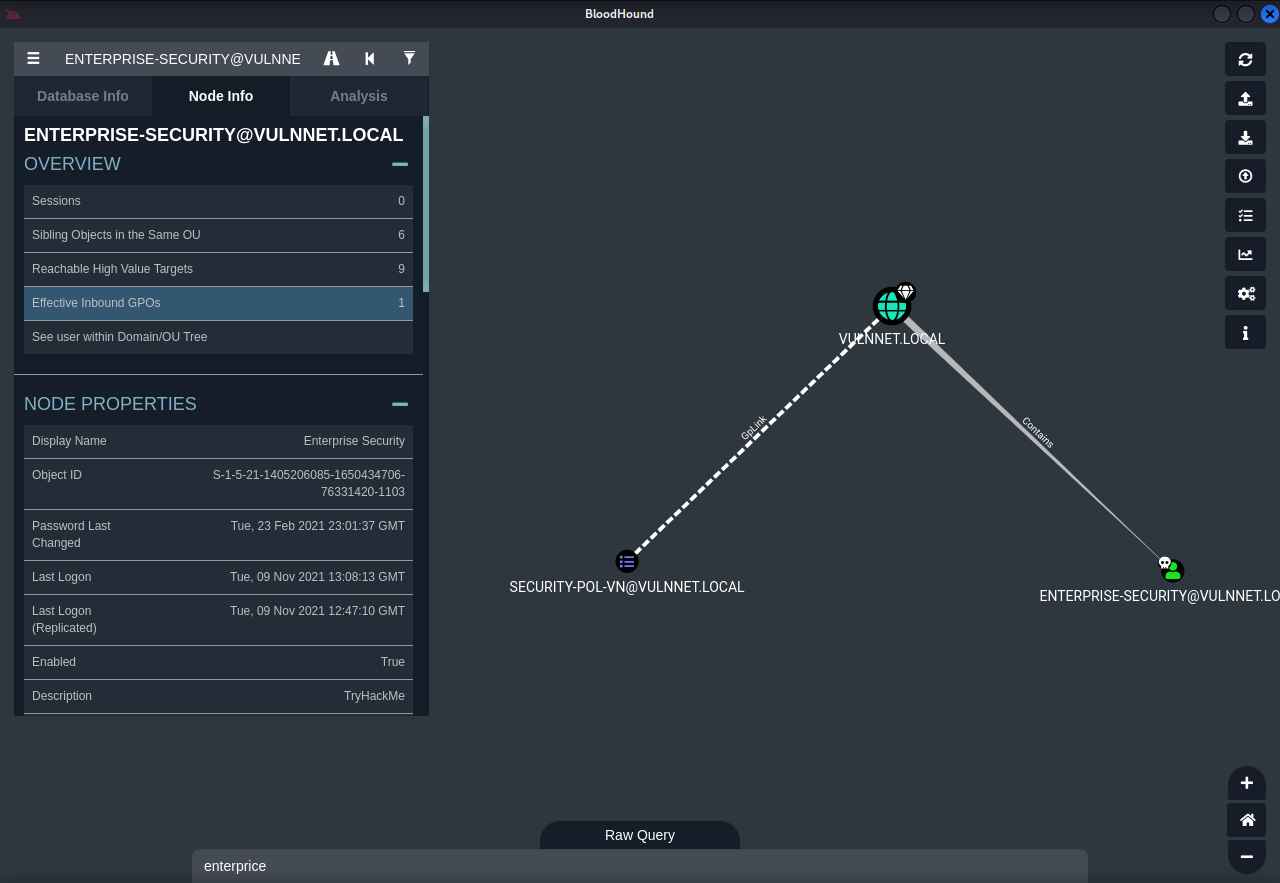 BloodHound
ENTERPRISE-SECURITY@VULNNE
Database Info
Node Info
Analysis
ENTERPRISE-SECURITY@VULNNET.LOCAL
OVERVIEW
Sessions 0
Sibling Objects in the Same OU 6
Reachable High Value Targets 9
Effective Inbound GPOs 1
See user within Domain/OU Tree
NODE PROPERTIES
Display Name Enterprise Security
Object ID S-1-5-21-1405206085-1650434706-
76331420-1103
Password Last Tue, 23 Feb 2021 23:01:37 GMT
Changed
Last Logon Tue, 09 Nov 2021 13:08:13 GMT
Last Logon Tue, 09 Nov 2021 12:47:10 GMT
(Replicated)
Enabled True
Description TryHackMe
VULNNET.LOCAL
GpLink
Contains
SECURITY-POL-VN@VULNNET.LOCAL
ENTERPRISE-SECURITY@VULNNET.LO
Raw Query
enterprice